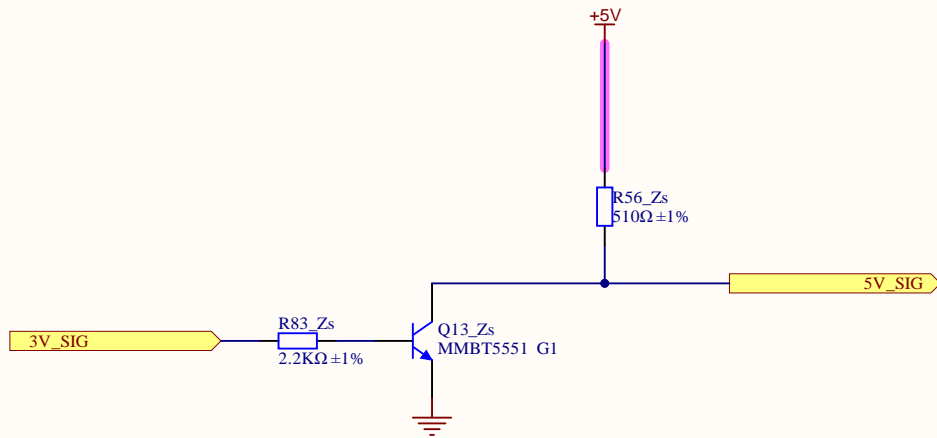 +5V
R56_Zs
510Ω±1%
5V_SIG
3V_SIG
R83_Zs
2.2KΩ±1%
Q13_Zs
MMBT5551 G1